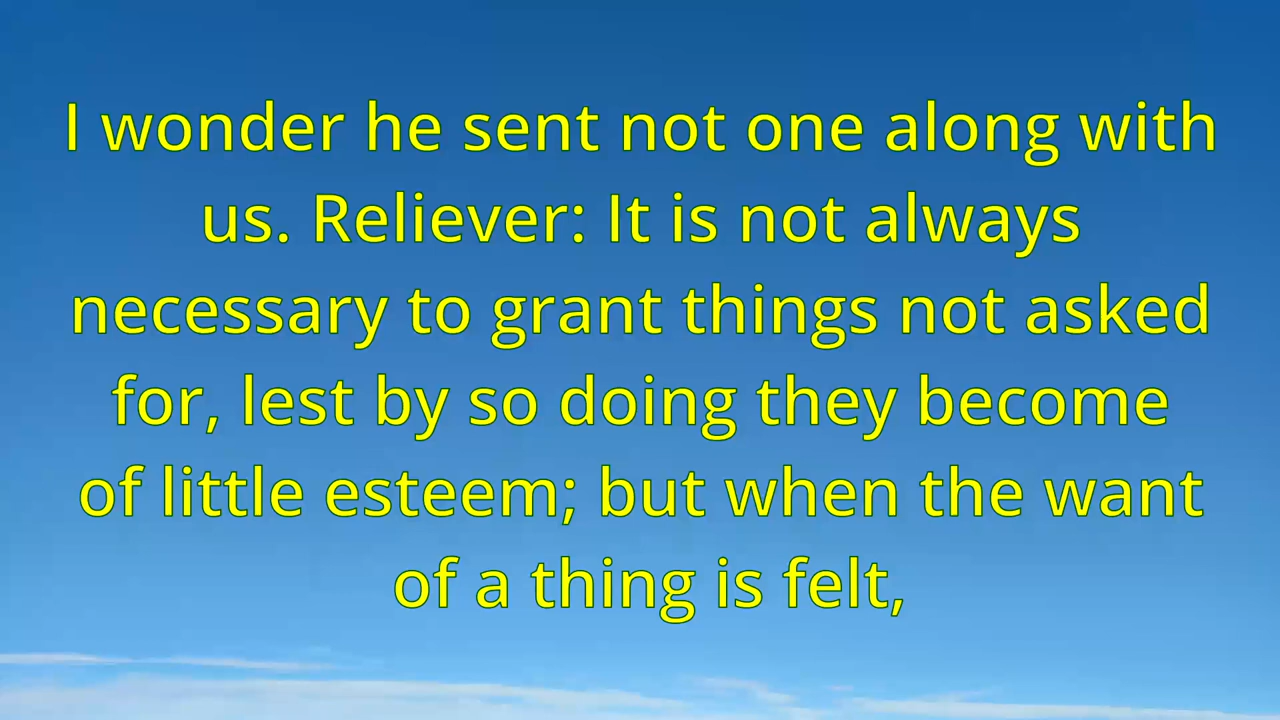 I wonder he sent not one along with
us. Reliever: It is not always
necessary to grant things not asked
for, lest by so doing they become
of little esteem; but when the want
of a thing is felt,